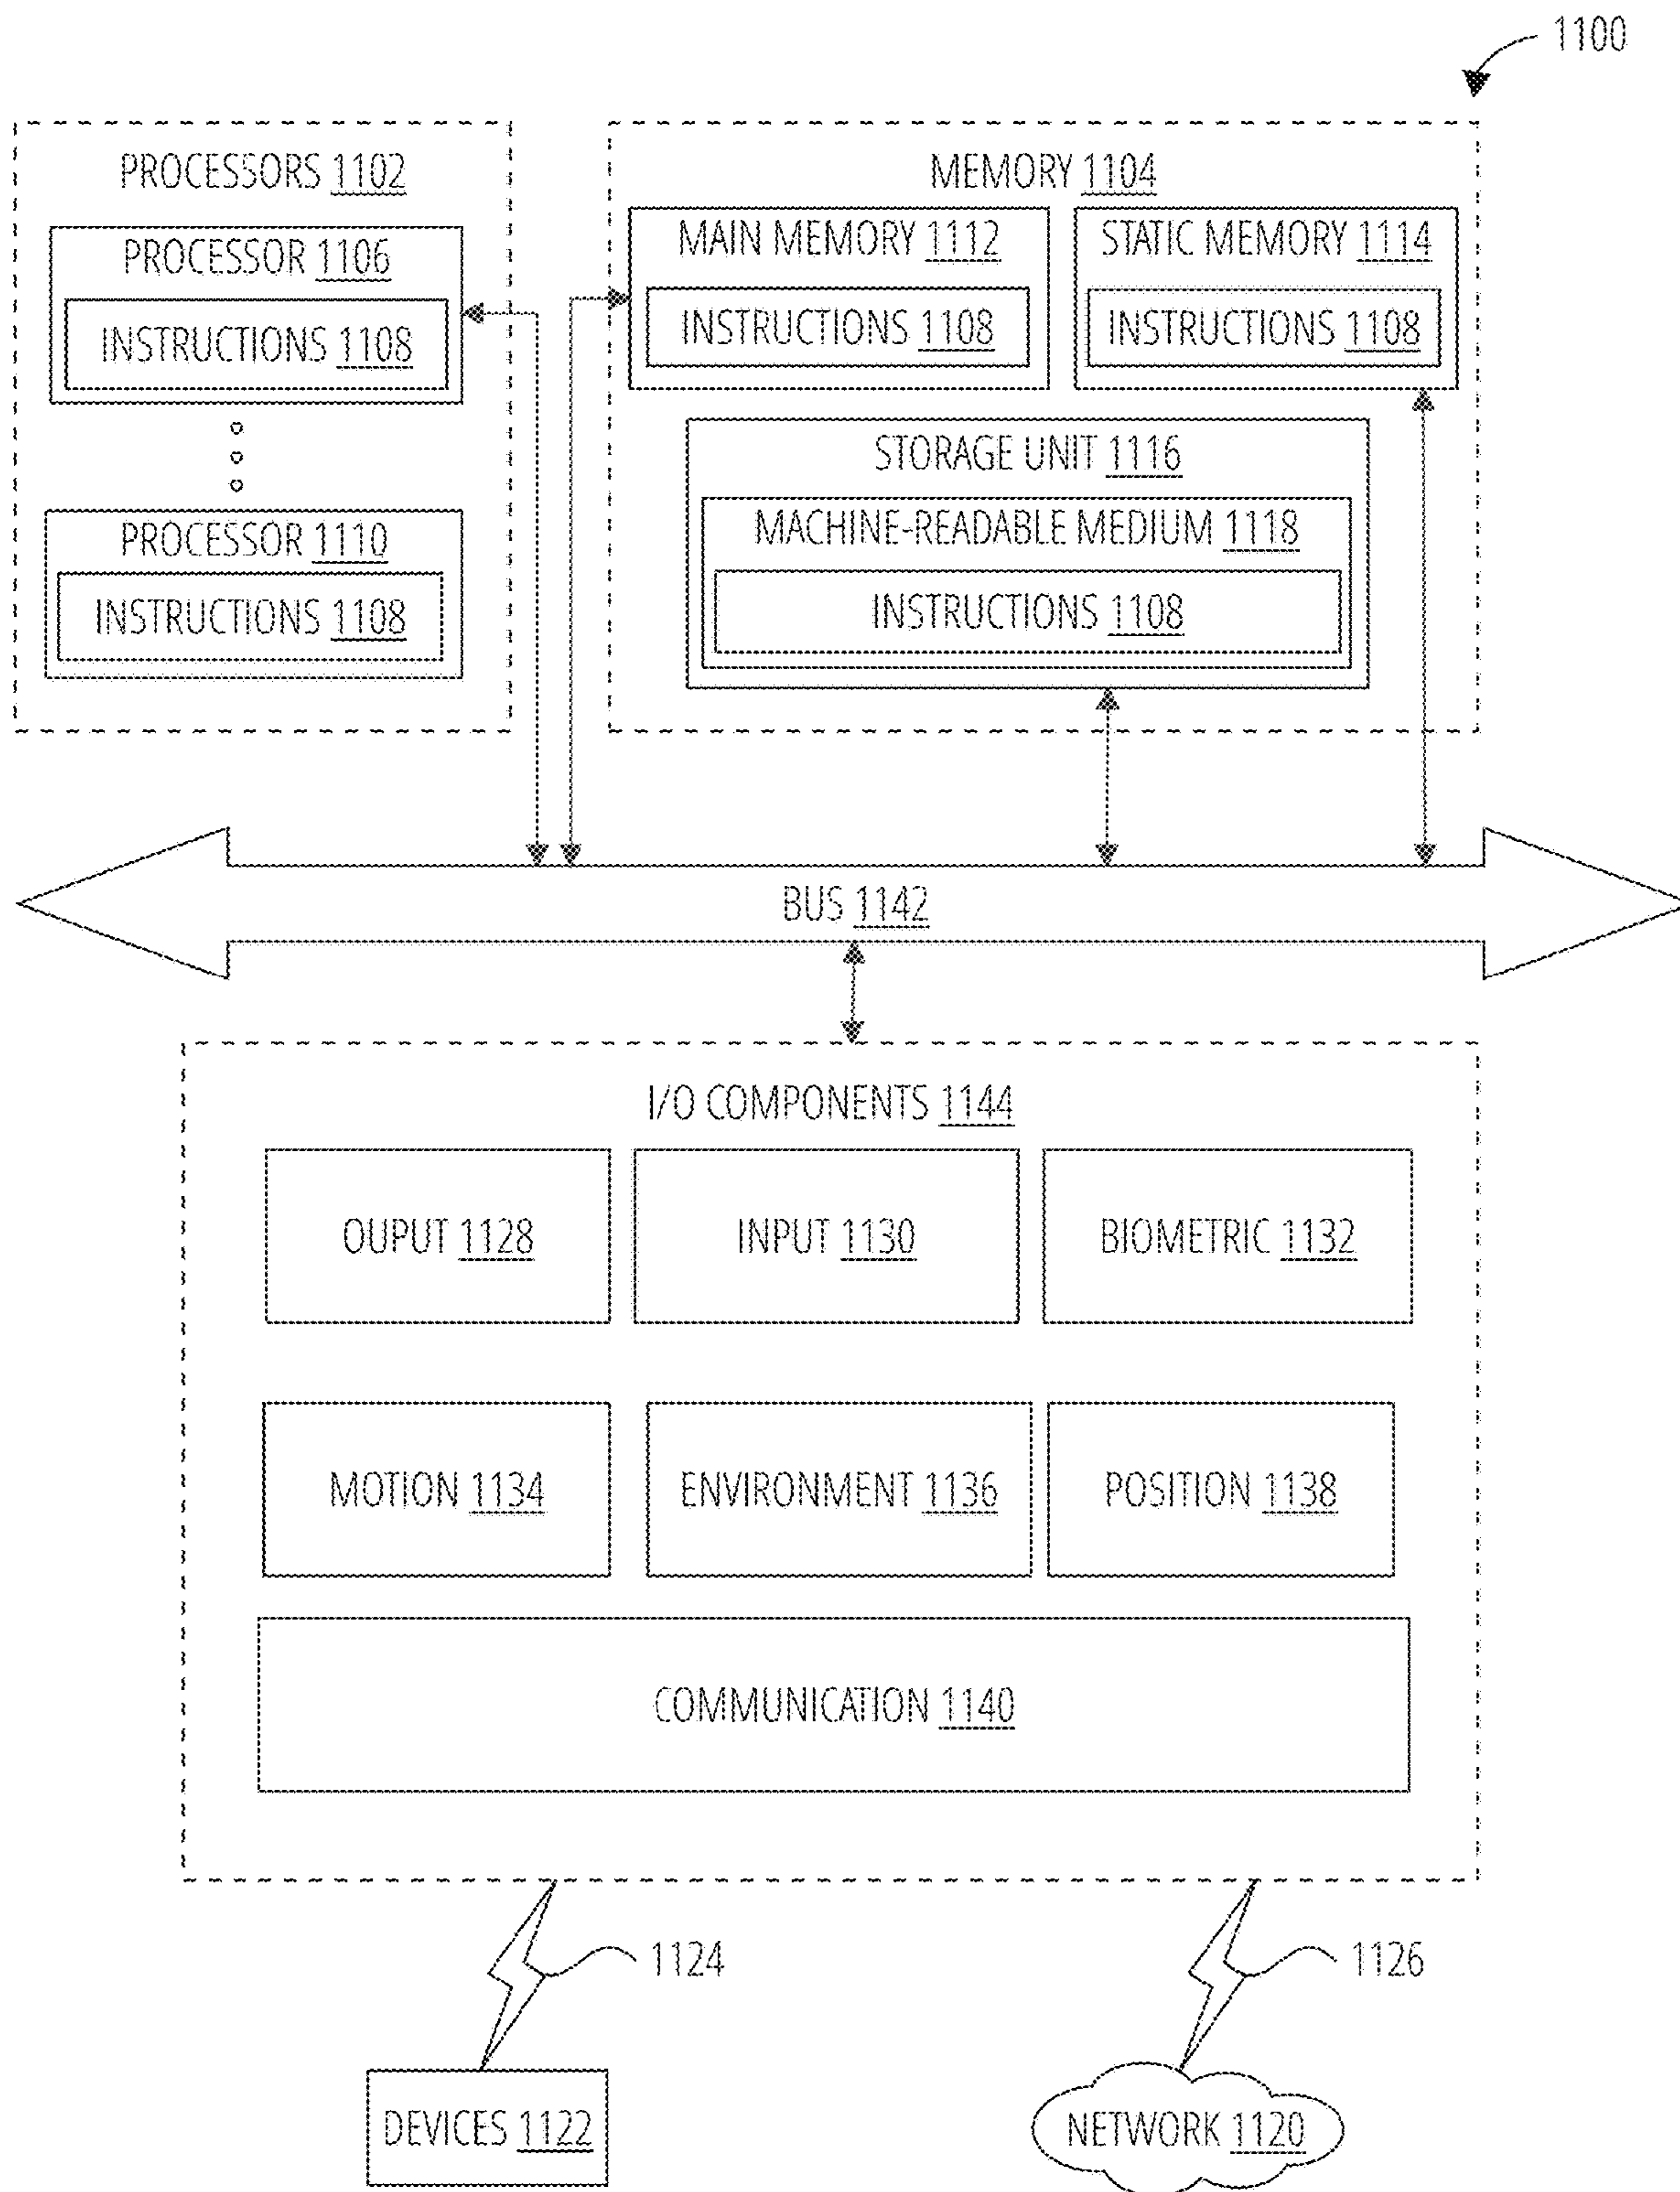 1100
PROCESSORS 1102
PROCESSOR 1106
INSTRUCTIONS 1108
PROCESSOR 1110
INSTRUCTIONS 1108
MEMORY 1104
MAIN MEMORY 1112
INSTRUCTIONS 1108
STATIC MEMORY 1114
INSTRUCTIONS 1108
STORAGE UNIT 1116
MACHINE-READABLE MEDIUM 1118
INSTRUCTIONS 1108
BUS 1142
I/O COMPONENTS 1144
OUPUT 1128
INPUT 1130
BIOMETRIC 1132
MOTION 1134
ENVIRONMENT 1136
POSITION 1138
COMMUNICATION 1140
1124
1126
DEVICES 1122
NETWORK 1120